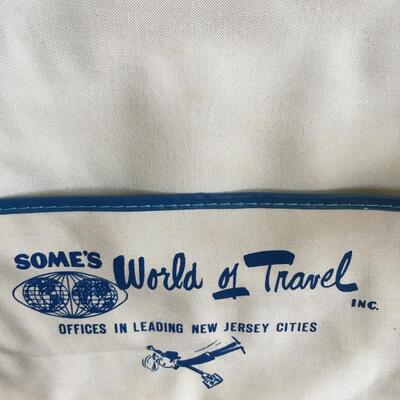 SOME'S World of Travel INC.
OFFICES IN LEADING NEW JERSEY CITIES